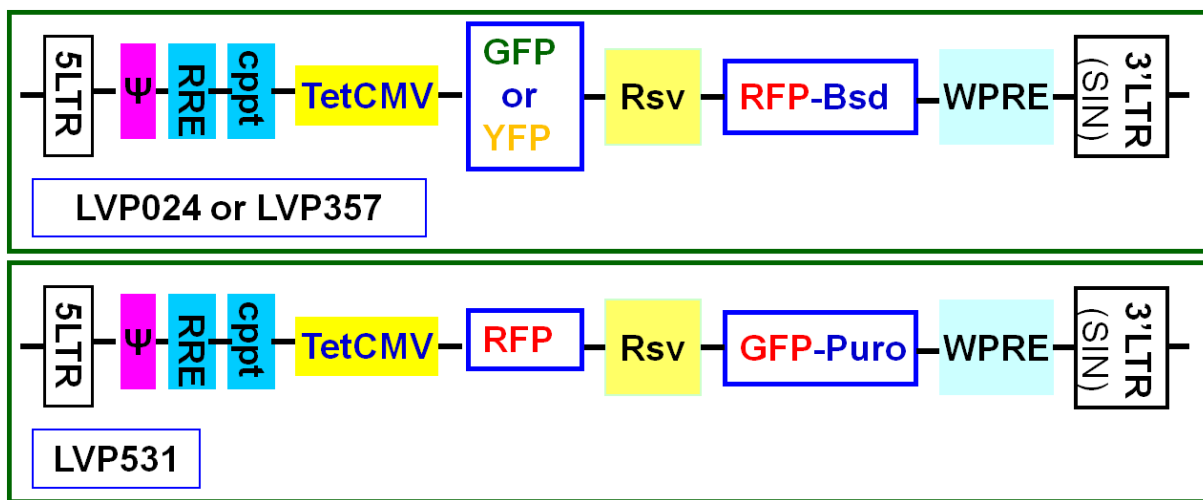 5LTR
Ψ
RRE
cppt
TetCMV
GFP
or
YFP
Rsv
RFP-Bsd
WPRE
3'LTR
(SIN)
LVP024 or LVP357
5LTR
Ψ
RRE
cppt
TetCMV
RFP
Rsv
GFP-Puro
WPRE
3'LTR
(SIN)
LVP531